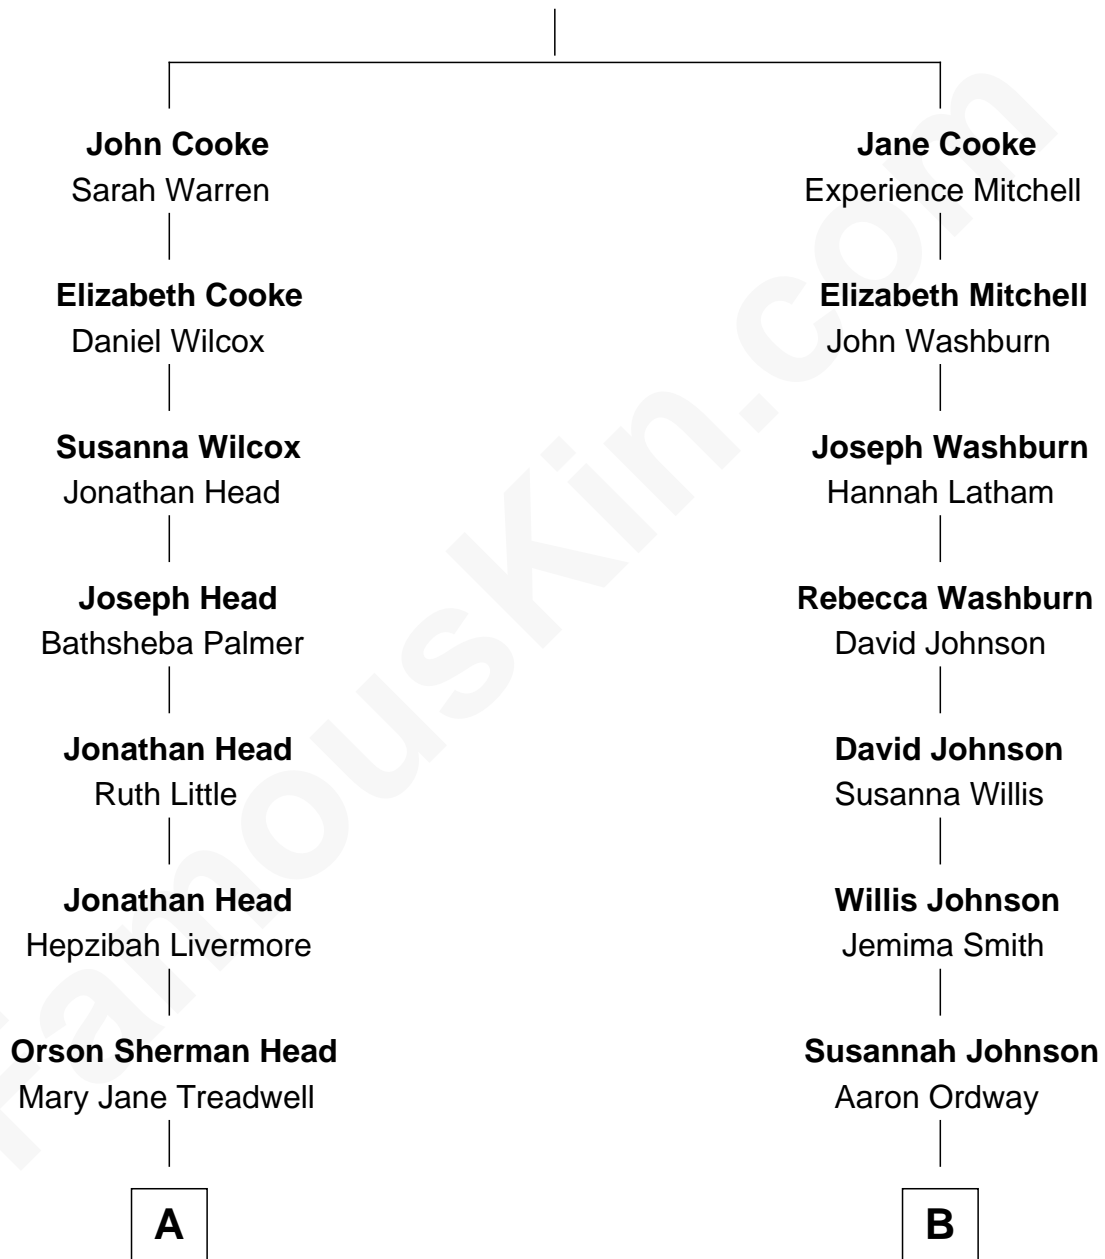 John Cooke
Sarah Warren
Elizabeth Cooke
Daniel Wilcox
Susanna Wilcox
Jonathan Head
Joseph Head
Bathsheba Palmer
Jonathan Head
Ruth Little
Jonathan Head
Hepzibah Livermore
Orson Sherman Head
Mary Jane Treadwell
A
Jane Cooke
Experience Mitchell
Elizabeth Mitchell
John Washburn
Joseph Washburn
Hannah Latham
Rebecca Washburn
David Johnson
David Johnson
Susanna Willis
Willis Johnson
Jemima Smith
Susannah Johnson
Aaron Ordway
B
FamousKin.com